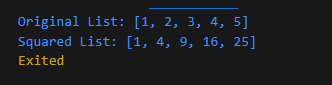 Original List: [1, 2, 3, 4, 5]
Squared List: [1, 4, 9, 16, 25]
Exited